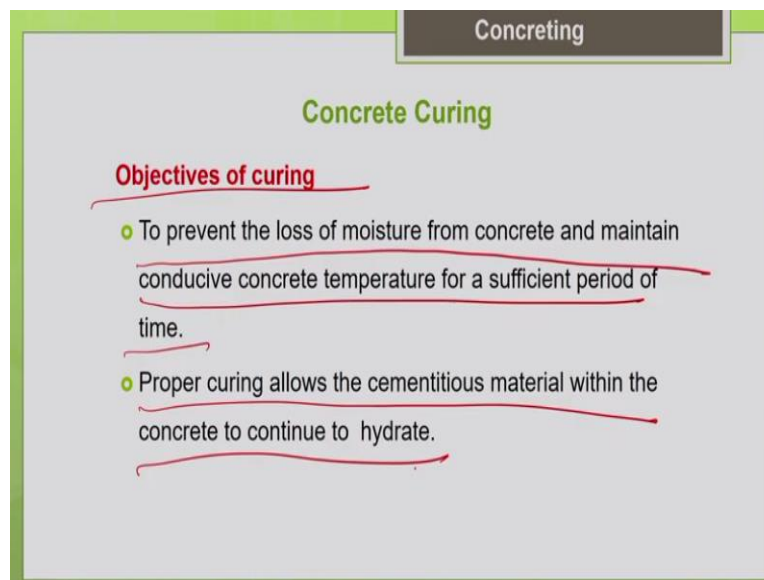 Concreting
Concrete Curing
Objectives of curing
To prevent the loss of moisture from concrete and maintain
conducive concrete temperature for a sufficient period of
time.
Proper curing allows the cementitious material within the
concrete to continue to hydrate.